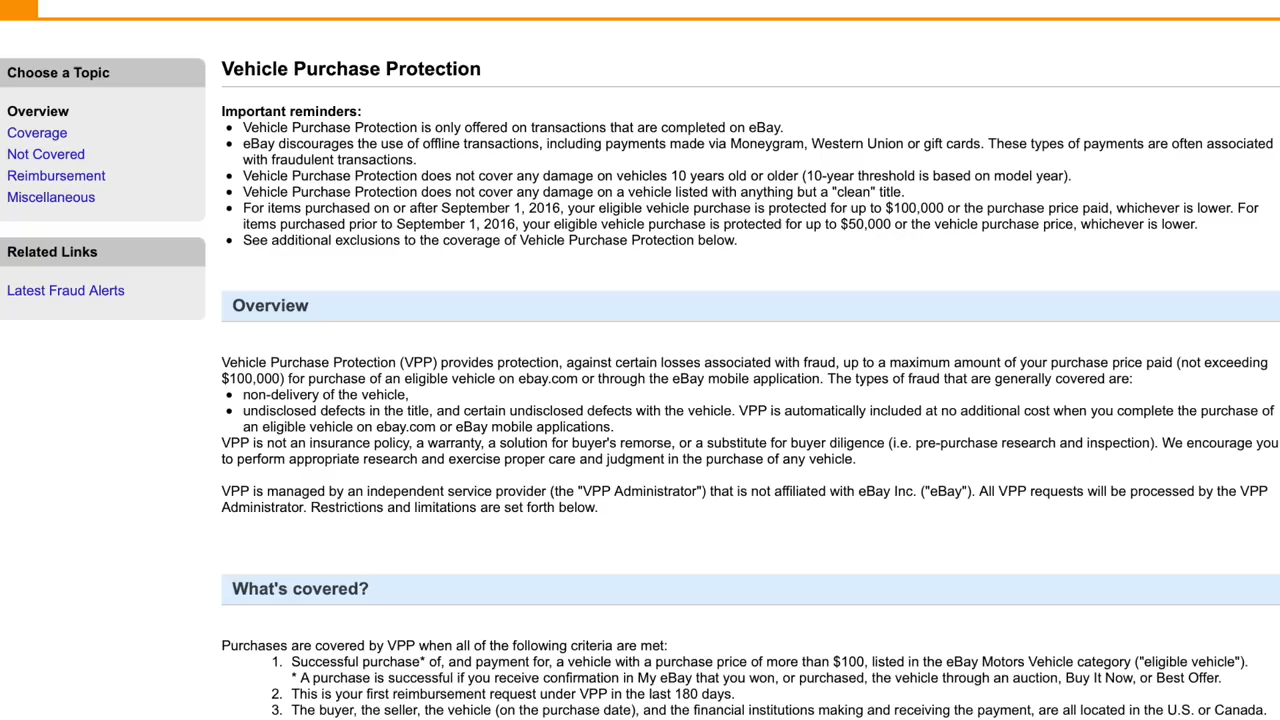 Choose a Topic
Overview
Coverage
Not Covered
Reimbursement
Miscellaneous
Related Links
Latest Fraud Alerts
Vehicle Purchase Protection
Important reminders:
• Vehicle Purchase Protection is only offered on transactions that are completed on eBay.
• eBay discourages the use of offline transactions, including payments made via Moneygram, Western Union or gift cards. These types of payments are often associated
with fraudulent transactions.
• Vehicle Purchase Protection does not cover any damage on vehicles 10 years old or older (10-year threshold is based on model year).
• Vehicle Purchase Protection does not cover any damage on a vehicle listed with anything but a "clean" title.
• For items purchased on or after September 1, 2016, your eligible vehicle purchase is protected for up to $100,000 or the purchase price paid, whichever is lower. For
items purchased prior to September 1, 2016, your eligible vehicle purchase is protected for up to $50,000 or the vehicle purchase price, whichever is lower.
• See additional exclusions to the coverage of Vehicle Purchase Protection below.
Overview
Vehicle Purchase Protection (VPP) provides protection, against certain losses associated with fraud, up to a maximum amount of your purchase price paid (not exceeding
$100,000) for purchase of an eligible vehicle on ebay.com or through the eBay mobile application. The types of fraud that are generally covered are:
• non-delivery of the vehicle,
• undisclosed defects in the title, and certain undisclosed defects with the vehicle. VPP is automatically included at no additional cost when you complete the purchase of
an eligible vehicle on ebay.com or eBay mobile applications.
VPP is not an insurance policy, a warranty, a solution for buyer's remorse, or a substitute for buyer diligence (i.e. pre-purchase research and inspection). We encourage you
to perform appropriate research and exercise proper care and judgment in the purchase of any vehicle.
VPP is managed by an independent service provider (the "VPP Administrator") that is not affiliated with eBay Inc. ("eBay"). All VPP requests will be processed by the VPP
Administrator. Restrictions and limitations are set forth below.
What's covered?
Purchases are covered by VPP when all of the following criteria are met:
1. Successful purchase* of, and payment for, a vehicle with a purchase price of more than $100, listed in the eBay Motors Vehicle category ("eligible vehicle").
* A purchase is successful if you receive confirmation in My eBay that you won, or purchased, the vehicle through an auction, Buy It Now, or Best Offer.
2. This is your first reimbursement request under VPP in the last 180 days.
3. The buyer, the seller, the vehicle (on the purchase date), and the financial institutions making and receiving the payment, are all located in the U.S. or Canada.